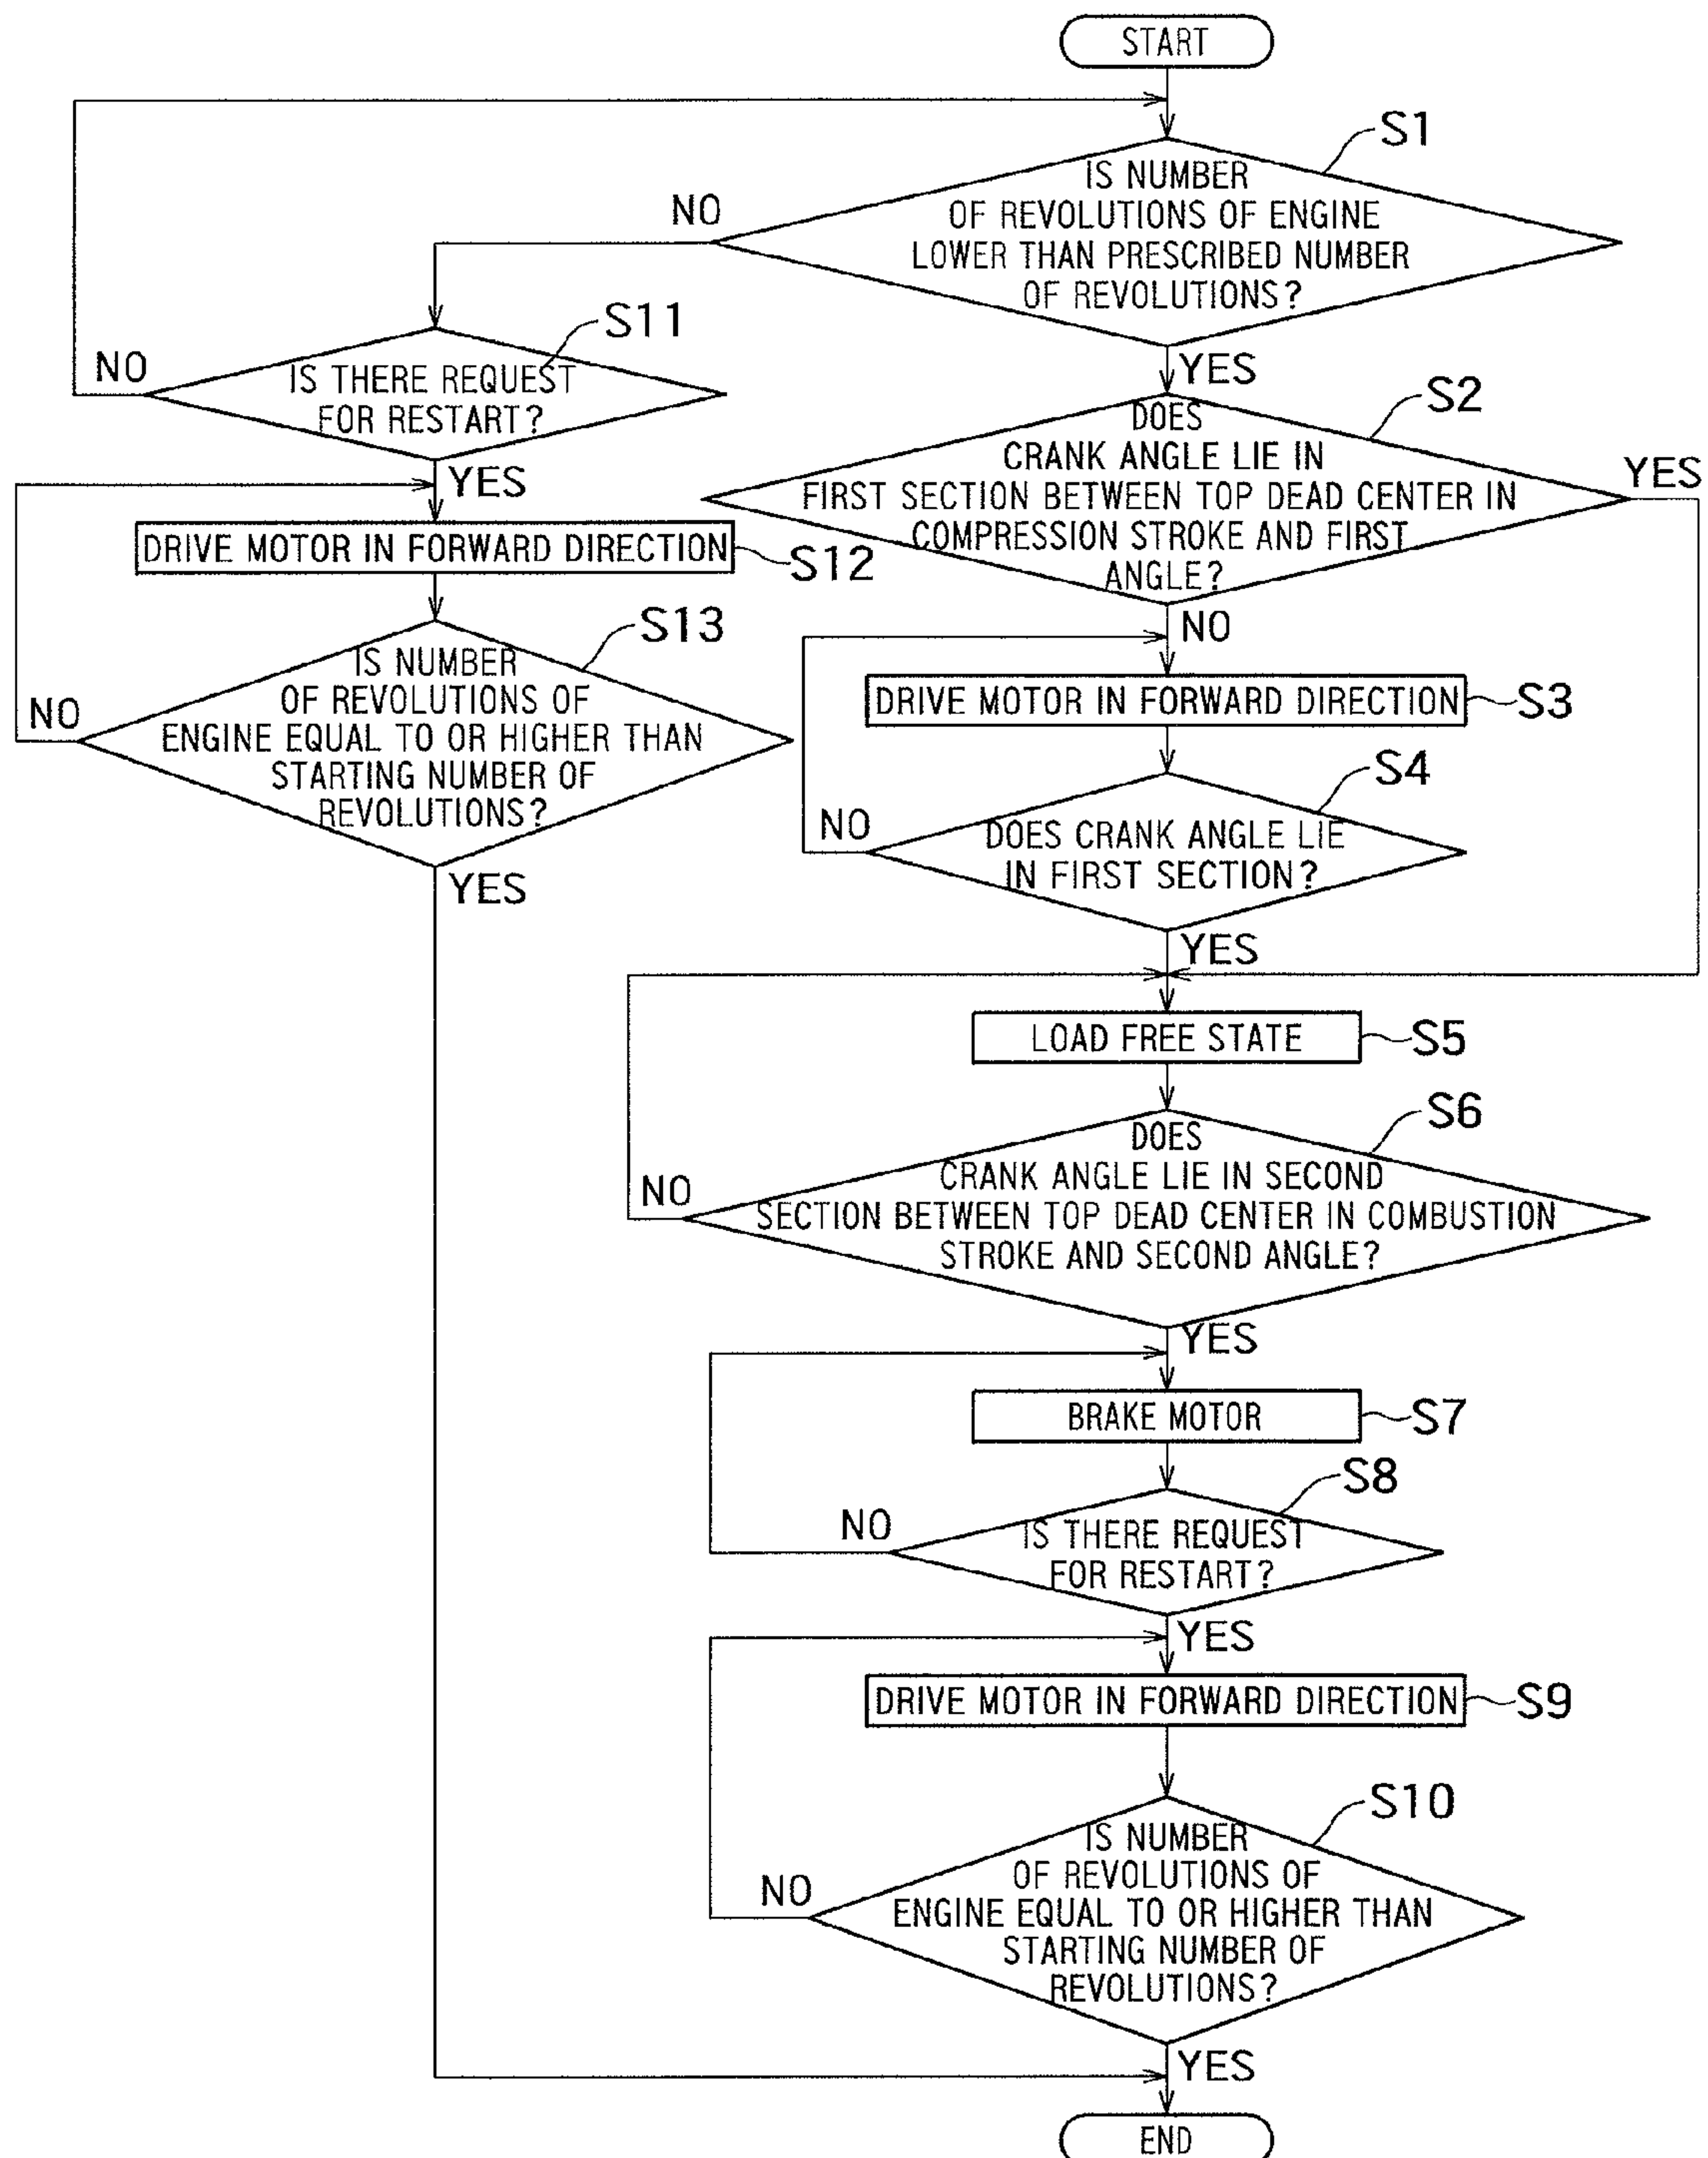 START
S1
IS NUMBER
OF REVOLUTIONS OF ENGINE
LOWER THAN PRESCRIBED NUMBER
OF REVOLUTIONS?
NO
YES
S11
IS THERE REQUEST
FOR RESTART?
NO
YES
S2
DOES
CRANK ANGLE LIE IN
FIRST SECTION BETWEEN TOP DEAD CENTER IN
COMPRESSION STROKE AND FIRST
ANGLE?
YES
NO
DRIVE MOTOR IN FORWARD DIRECTION
S12
S13
IS NUMBER
OF REVOLUTIONS OF
ENGINE EQUAL TO OR HIGHER THAN
STARTING NUMBER OF
REVOLUTIONS?
NO
YES
DRIVE MOTOR IN FORWARD DIRECTION
S3
S4
DOES CRANK ANGLE LIE
IN FIRST SECTION?
NO
YES
LOAD FREE STATE
S5
S6
DOES
CRANK ANGLE LIE IN SECOND
SECTION BETWEEN TOP DEAD CENTER IN COMBUSTION
STROKE AND SECOND ANGLE?
NO
YES
BRAKE MOTOR
S7
S8
IS THERE REQUEST
FOR RESTART?
NO
YES
DRIVE MOTOR IN FORWARD DIRECTION
S9
S10
IS NUMBER
OF REVOLUTIONS OF
ENGINE EQUAL TO OR HIGHER THAN
STARTING NUMBER OF
REVOLUTIONS?
NO
YES
END